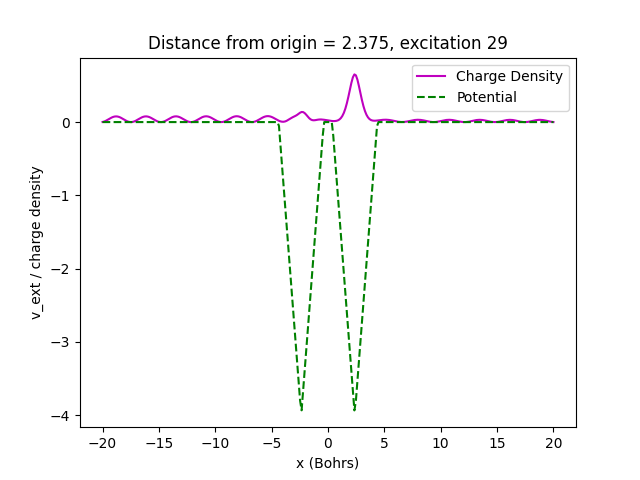 Distance from origin = 2.375, excitation 29
Charge Density
Potential
v_ext / charge density
0
−1
−2
−3
−4
−20
−15
−10
−5
0
5
10
15
20
x (Bohrs)